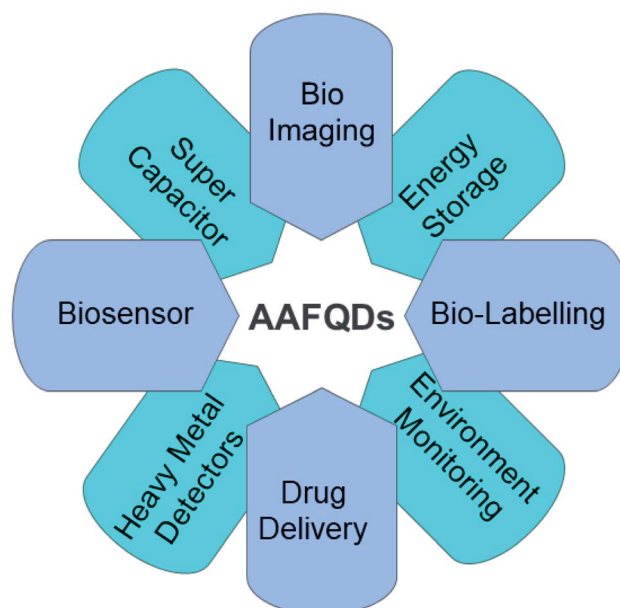 Bio
Imaging
Energy
Storage
Bio-Labelling
Environment
Monitoring
Drug
Delivery
Heavy Metal
Detectors
Biosensor
Super
Capacitor
AAFQDs